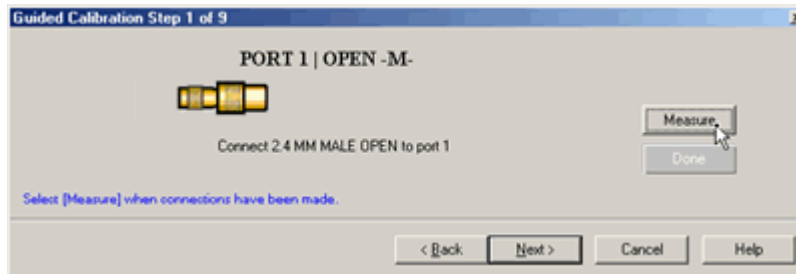 Guided Calibration Step 1 of 9
PORT 1 | OPEN -M-
Connect 2.4 MM MALE OPEN to port 1
Measure
Done
Select [Measure] when connections have been made.
< Back
Next >
Cancel
Help